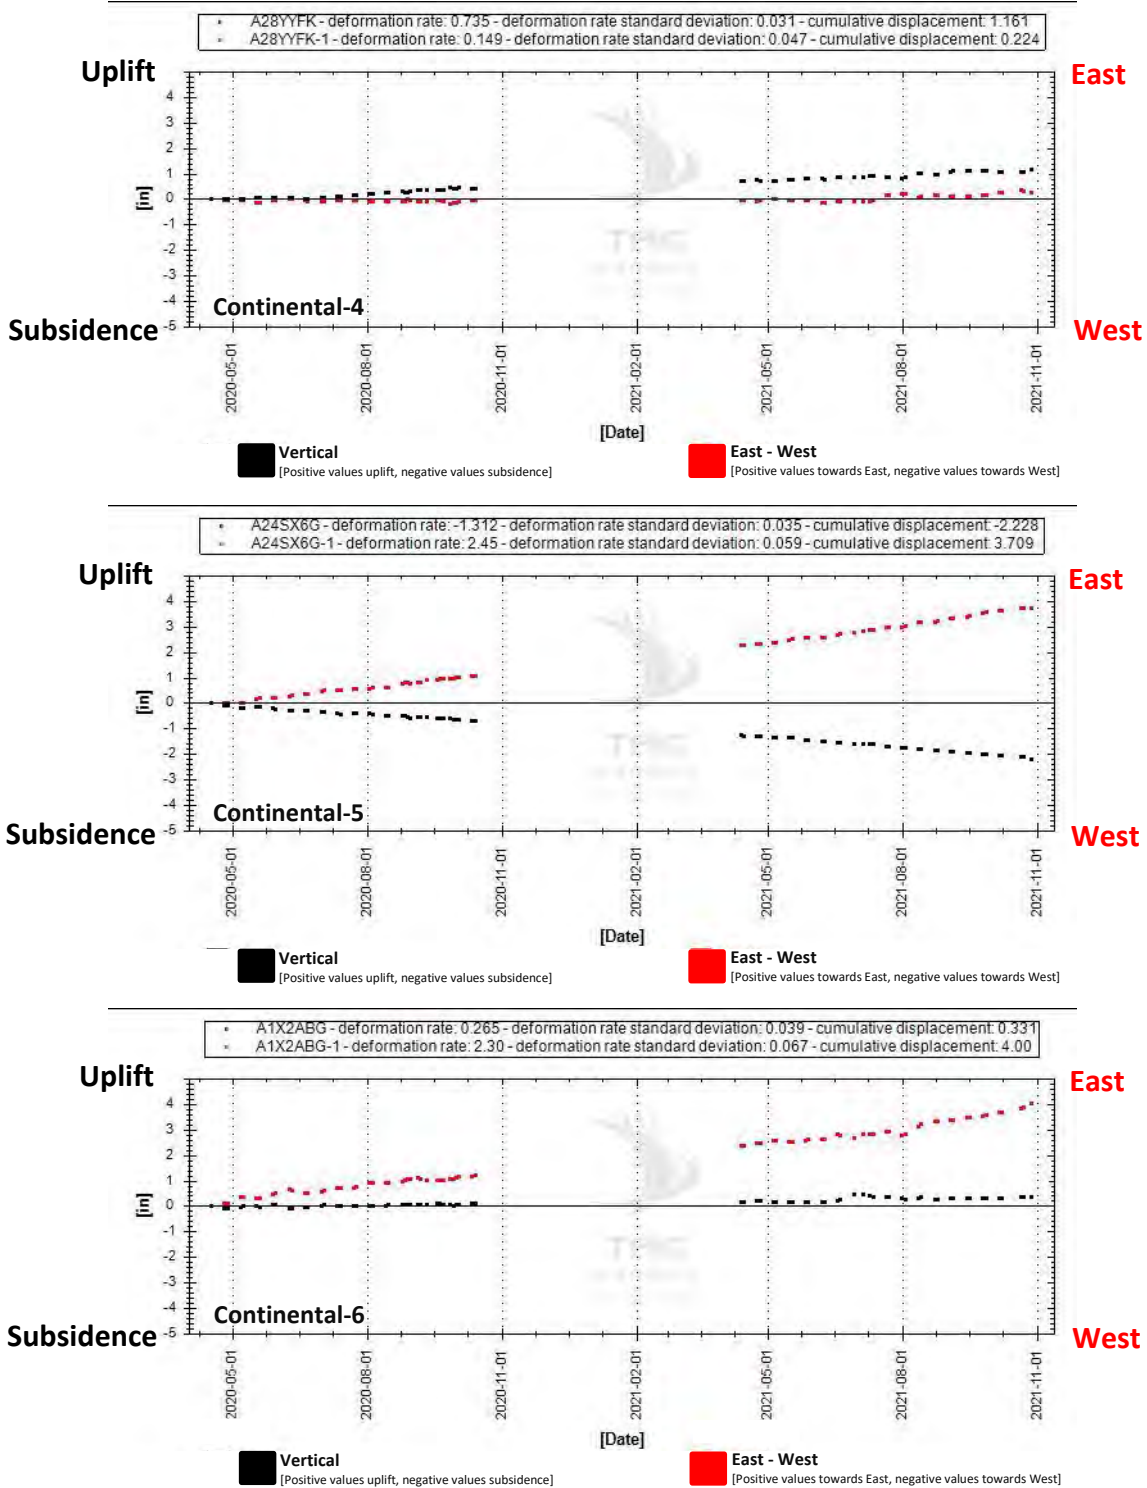 A28YYFK - deformation rate: 0.735 - deformation rate standard deviation: 0.031 - cumulative displacement: 1.161
A28YYFK-1 - deformation rate: 0.149 - deformation rate standard deviation: 0.047 - cumulative displacement: 0.224
Uplift
East
4
3
2
1
0
-1
-2
-3
-4
-5
[in]
TRE
Continental-4
Subsidence
West
2020-05-01
2020-08-01
2020-11-01
2021-02-01
2021-05-01
2021-08-01
2021-11-01
[Date]
Vertical
[Positive values uplift, negative values subsidence]
East - West
[Positive values towards East, negative values towards West]
A24SX6G - deformation rate: -1.312 - deformation rate standard deviation: 0.035 - cumulative displacement: -2.228
A24SX6G-1 - deformation rate: 2.45 - deformation rate standard deviation: 0.059 - cumulative displacement: 3.709
Uplift
East
4
3
2
1
0
-1
-2
-3
-4
-5
[in]
TRE
Continental-5
Subsidence
West
2020-05-01
2020-08-01
2020-11-01
2021-02-01
2021-05-01
2021-08-01
2021-11-01
[Date]
Vertical
[Positive values uplift, negative values subsidence]
East - West
[Positive values towards East, negative values towards West]
A1X2ABG - deformation rate: 0.265 - deformation rate standard deviation: 0.039 - cumulative displacement: 0.331
A1X2ABG-1 - deformation rate: 2.30 - deformation rate standard deviation: 0.067 - cumulative displacement: 4.00
Uplift
East
4
3
2
1
0
-1
-2
-3
-4
-5
[in]
TRE
Continental-6
Subsidence
West
2020-05-01
2020-08-01
2020-11-01
2021-02-01
2021-05-01
2021-08-01
2021-11-01
[Date]
Vertical
[Positive values uplift, negative values subsidence]
East - West
[Positive values towards East, negative values towards West]